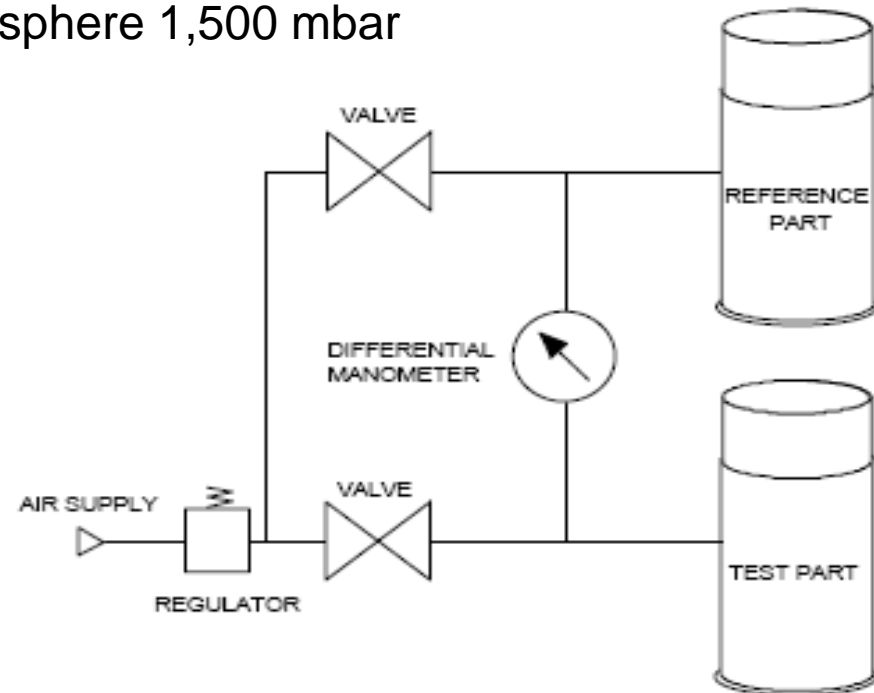 sphere 1,500 mbar
VALVE
REFERENCE
PART
DIFFERENTIAL
MANOMETER
AIR SUPPLY
VALVE
REGULATOR
TEST PART